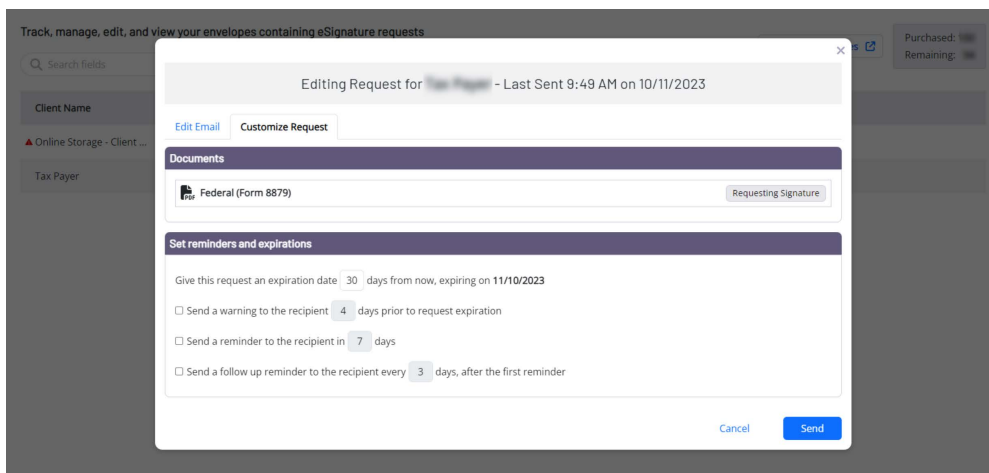 Track, manage, edit, and view your envelopes containing eSignature requests
Purchased:
Remaining:
Search fields
Client Name
Online Storage - Client ...
Tax Payer
Editing Request for - Last Sent 9:49 AM on 10/11/2023
Edit Email Customize Request
Documents
PDF Federal (Form 8879) Requesting Signature
Set reminders and expirations
Give this request an expiration date 30 days from now, expiring on 11/10/2023
Send a warning to the recipient 4 days prior to request expiration
Send a reminder to the recipient in 7 days
Send a follow up reminder to the recipient every 3 days, after the first reminder
Cancel Send